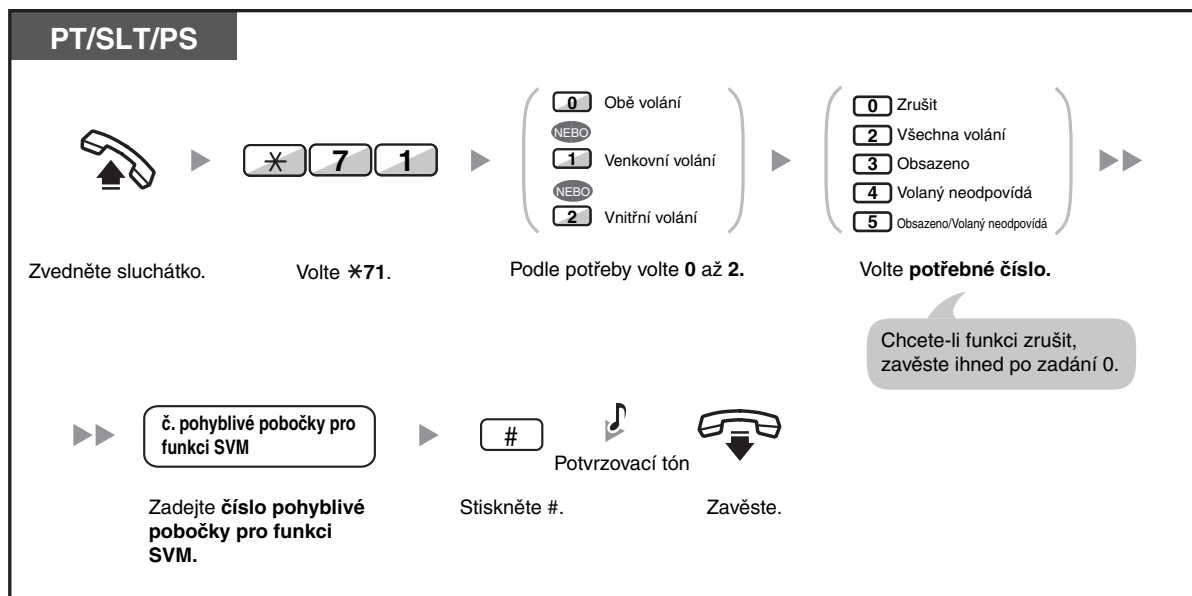 PT/SLT/PS
0 Obě volání
NEBO
1 Venkovní volání
NEBO
2 Vnitřní volání
0 Zrušit
2 Všechna volání
3 Obsazeno
4 Volaný neodpovídá
5 Obsazeno/Volaný neodpovídá
* 7 1
Zvedněte sluchátko.
Volte *71.
Podle potřeby volte 0 až 2.
Volte potřebné číslo.
Chcete-li funkci zrušit,
zavěste ihned po zadání 0.
č. pohyblivé pobočky pro
funkci SVM
#
Potvrzovací tón
Zadejte číslo pohyblivé
pobočky pro funkci
SVM.
Stiskněte #.
Zavěste.